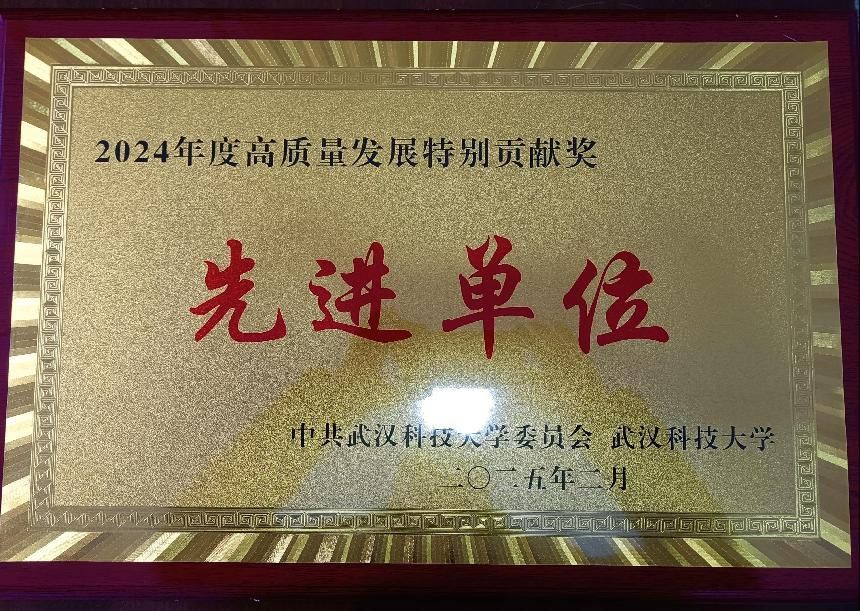 2024年度高质量发展特别贡献奖
先进单位
中共武汉科技大学委员会 武汉科技大学
二〇二五年二月